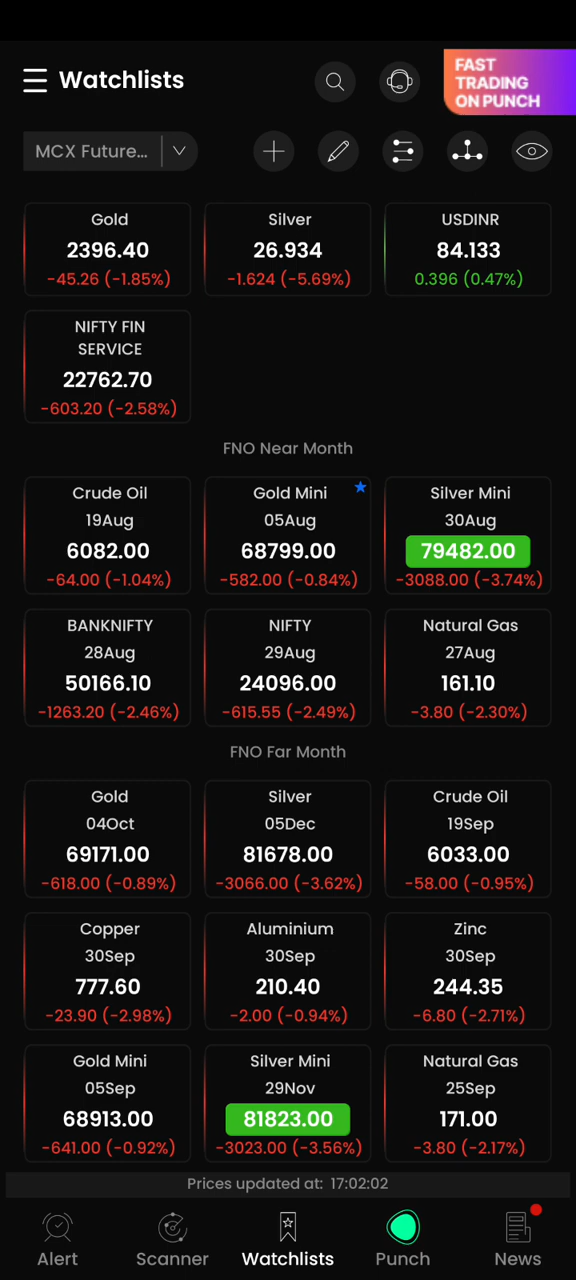 Watchlists
FAST
TRADING
ON PUNCH
MCX Future...
Gold
2396.40
-45.26 (-1.85%)
Silver
26.934
-1.624 (-5.69%)
USDINR
84.133
0.396 (0.47%)
NIFTY FIN
SERVICE
22762.70
-603.20 (-2.58%)
FNO Near Month
Crude Oil
19Aug
6082.00
-64.00 (-1.04%)
Gold Mini
05Aug
68799.00
-582.00 (-0.84%)
Silver Mini
30Aug
79482.00
-3088.00 (-3.74%)
BANKNIFTY
28Aug
50166.10
-1263.20 (-2.46%)
NIFTY
29Aug
24096.00
-615.55 (-2.49%)
Natural Gas
27Aug
161.10
-3.80 (-2.30%)
FNO Far Month
Gold
04Oct
69171.00
-618.00 (-0.89%)
Silver
05Dec
81678.00
-3066.00 (-3.62%)
Crude Oil
19Sep
6033.00
-58.00 (-0.95%)
Copper
30Sep
777.60
-23.90 (-2.98%)
Aluminium
30Sep
210.40
-2.00 (-0.94%)
Zinc
30Sep
244.35
-6.80 (-2.71%)
Gold Mini
05Sep
68913.00
-641.00 (-0.92%)
Silver Mini
29Nov
81823.00
-3023.00 (-3.56%)
Natural Gas
25Sep
171.00
-3.80 (-2.17%)
Prices updated at: 17:02:02
Alert
Scanner
Watchlists
Punch
News